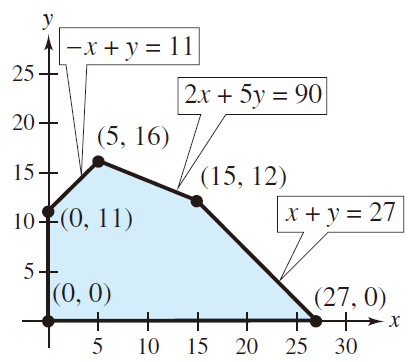 y
−x + y = 11
25
2x + 5y = 90
20
(5, 16)
15
(15, 12)
10
(0, 11)
x + y = 27
5
(0, 0)
(27, 0)
x
5 10 15 20 25 30